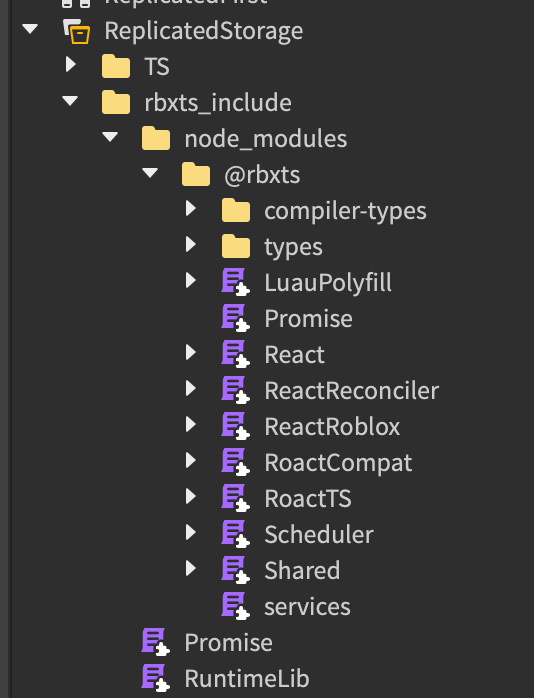 ReplicatedFirst
ReplicatedStorage
TS
rbxts_include
node_modules
@rbxts
compiler-types
types
LuauPolyfill
Promise
React
ReactReconciler
ReactRoblox
RoactCompat
RoactTS
Scheduler
Shared
services
Promise
RuntimeLib